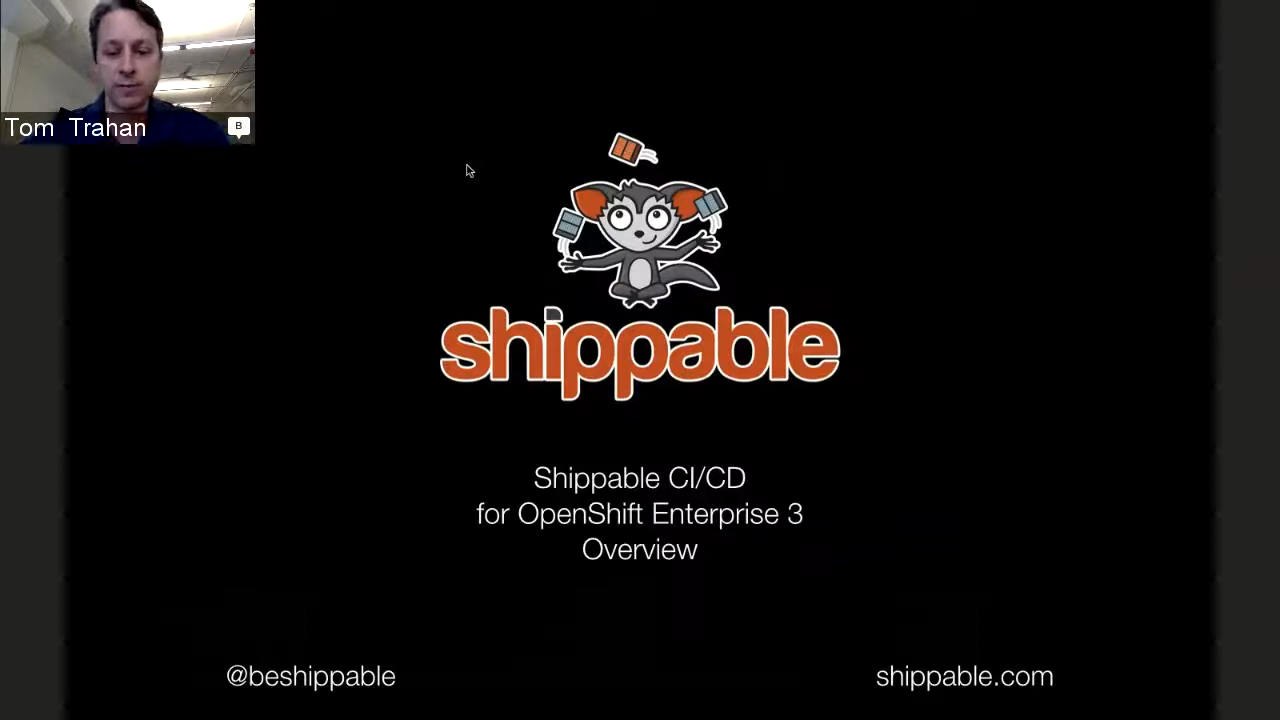 Tom Trahan
B
shippable
Shippable CI/CD
for OpenShift Enterprise 3
Overview
@beshippable
shippable.com